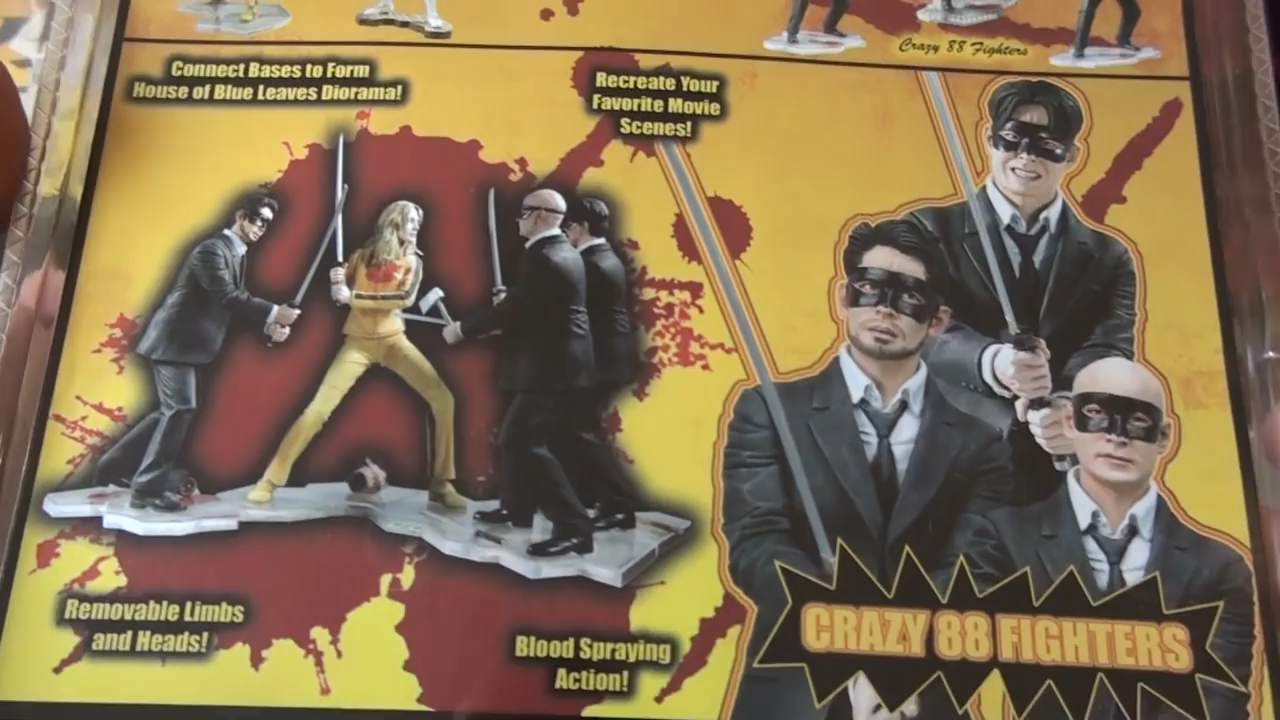 Crazy 88 Fighters
Connect Bases to Form
House of Blue Leaves Diorama!
Recreate Your
Favorite Movie
Scenes!
Removable Limbs
and Heads!
Blood Spraying
Action!
CRAZY 88 FIGHTERS